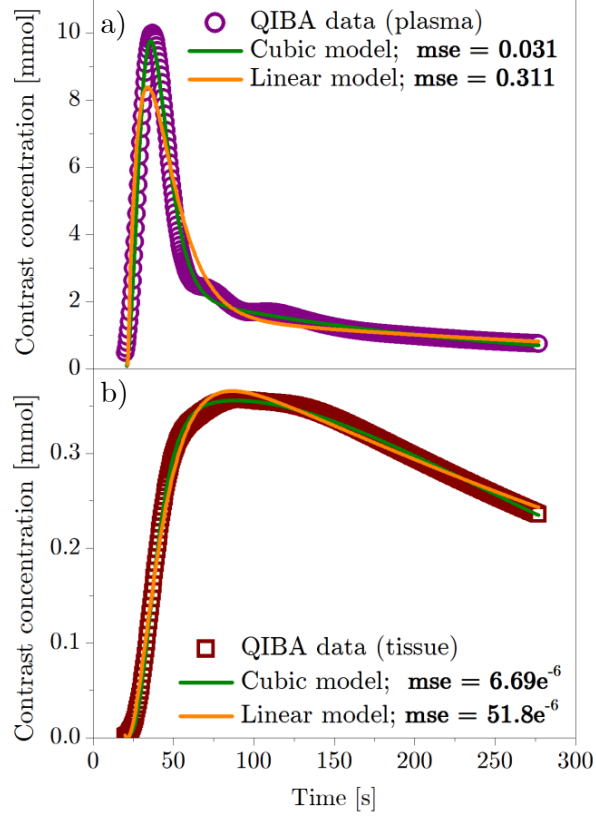 a)
QIBA data (plasma)
Cubic model; mse = 0.031
Linear model; mse = 0.311
Contrast concentration [mmol]
10
8
6
4
2
0
b)
Contrast concentration [mmol]
0.3
0.2
0.1
0.0
QIBA data (tissue)
Cubic model; mse = 6.69e-6
Linear model; mse = 51.8e-6
0 50 100 150 200 250 300
Time [s]